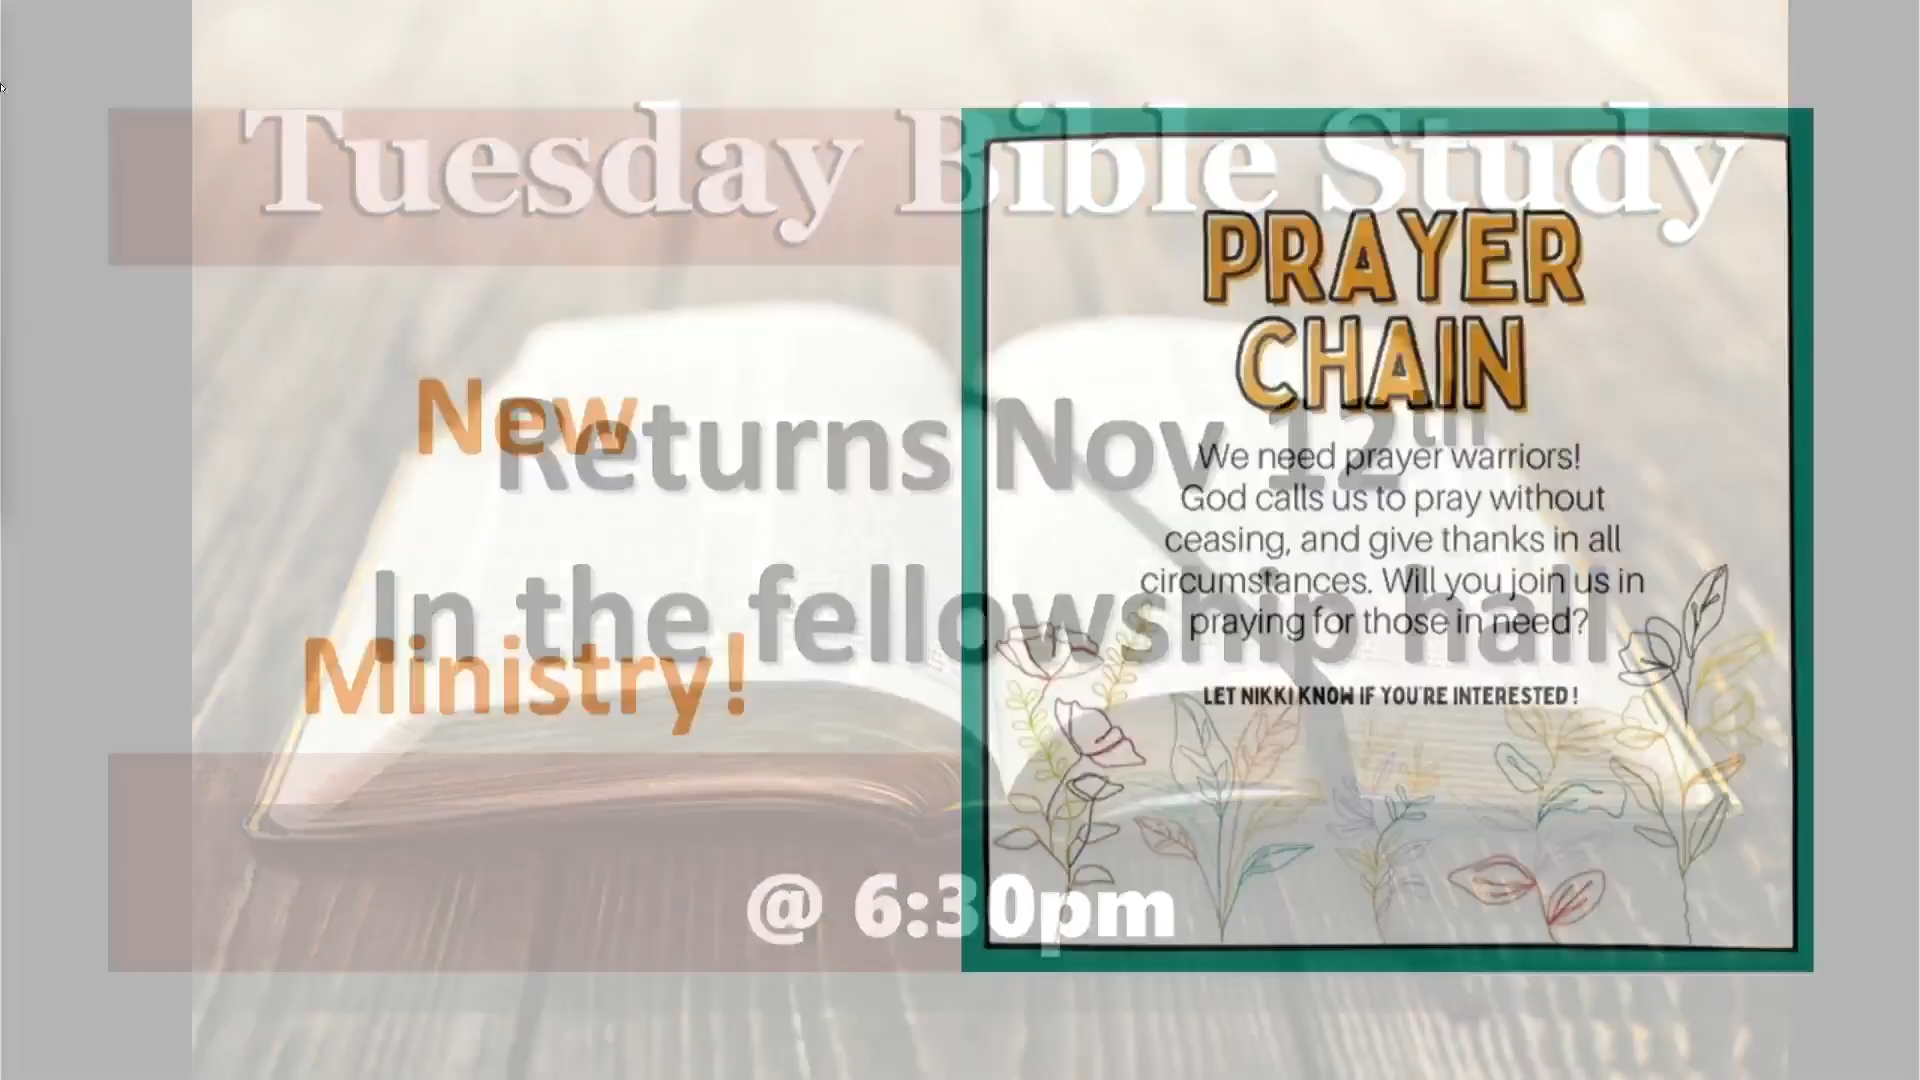 Tuesday Bible Study
Returns Nov 12th
In the fellowship hall
@ 6:30pm
New
Ministry!
PRAYER
CHAIN
We need prayer warriors!
God calls us to pray without
ceasing, and give thanks in all
circumstances. Will you join us in
praying for those in need?
LET NIKKI KNOW IF YOU'RE INTERESTED!